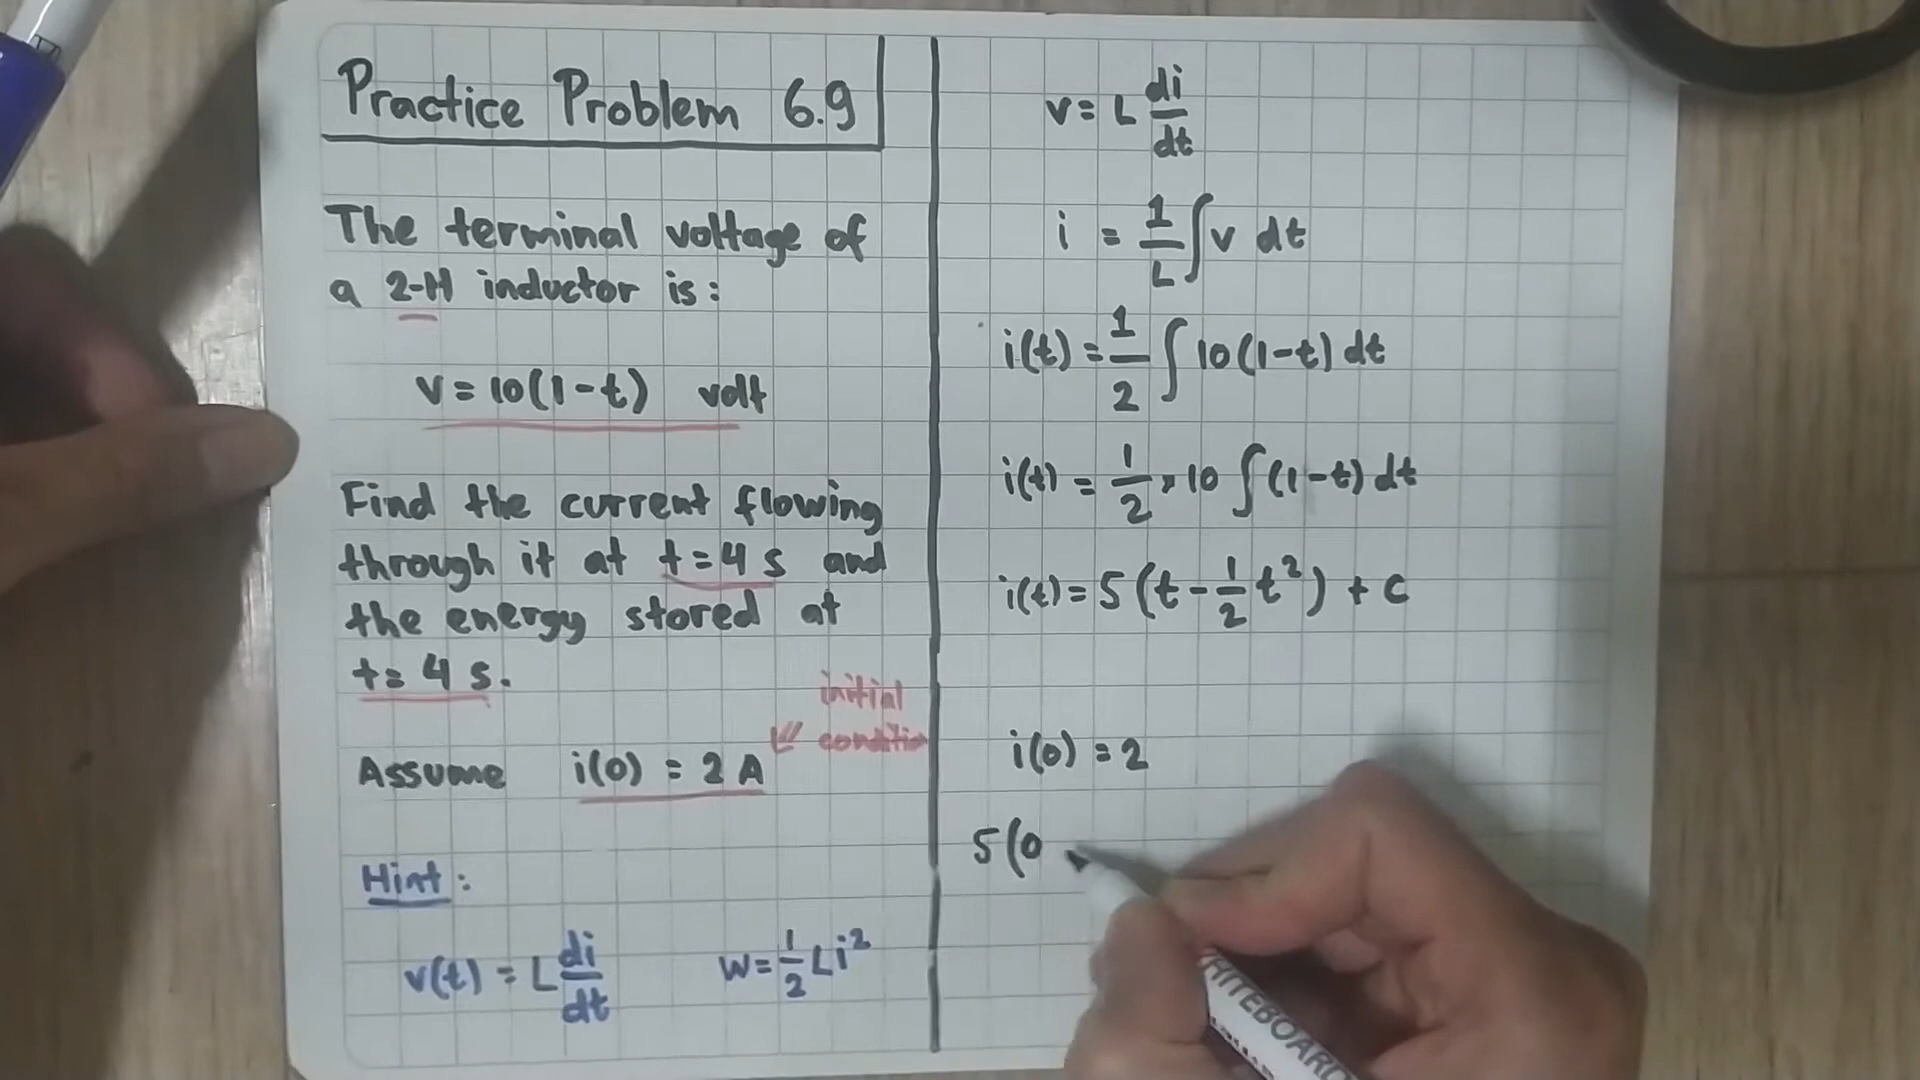 Practice Problem 6.9
The terminal voltage of
a 2-H inductor is:
v = 10(1-t) volt
Find the current flowing
through it at t=4 s and
the energy stored at
t= 4 s.
initial
condition
Assume i(0) = 2 A
Hint:
v(t) = L di/dt
w = 1/2 Li²
v = L di/dt
i = 1/L ∫ v dt
i(t) = 1/2 ∫ 10(1-t) dt
i(t) = 1/2 × 10 ∫ (1-t) dt
i(t) = 5(t - 1/2 t²) + c
i(0) = 2
5(0
WHITEBOARD